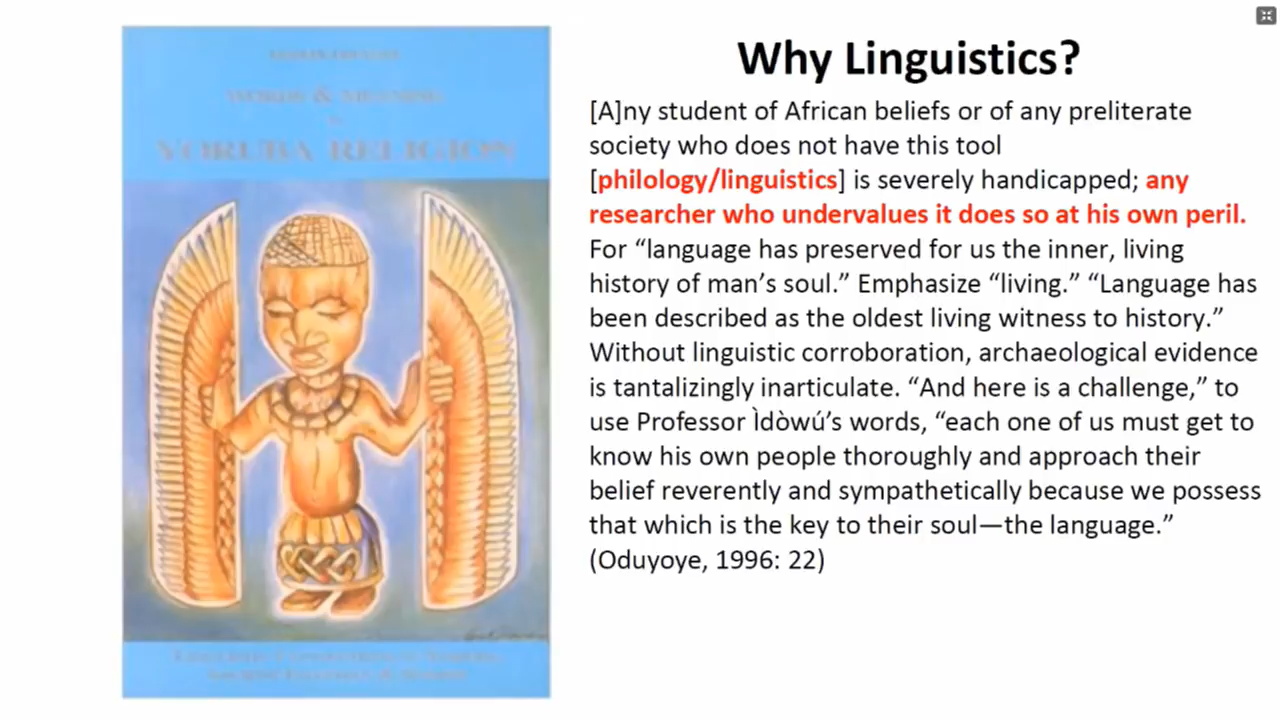 WORDS & MEANING
YORUBA RELIGION
Why Linguistics?
[A]ny student of African beliefs or of any preliterate
society who does not have this tool
[philology/linguistics] is severely handicapped; any
researcher who undervalues it does so at his own peril.
For “language has preserved for us the inner, living
history of man’s soul.” Emphasize “living.” “Language has
been described as the oldest living witness to history.”
Without linguistic corroboration, archaeological evidence
is tantalizingly inarticulate. “And here is a challenge,” to
use Professor Ìdòwú’s words, “each one of us must get to
know his own people thoroughly and approach their
belief reverently and sympathetically because we possess
that which is the key to their soul—the language.”
(Oduyoye, 1996: 22)